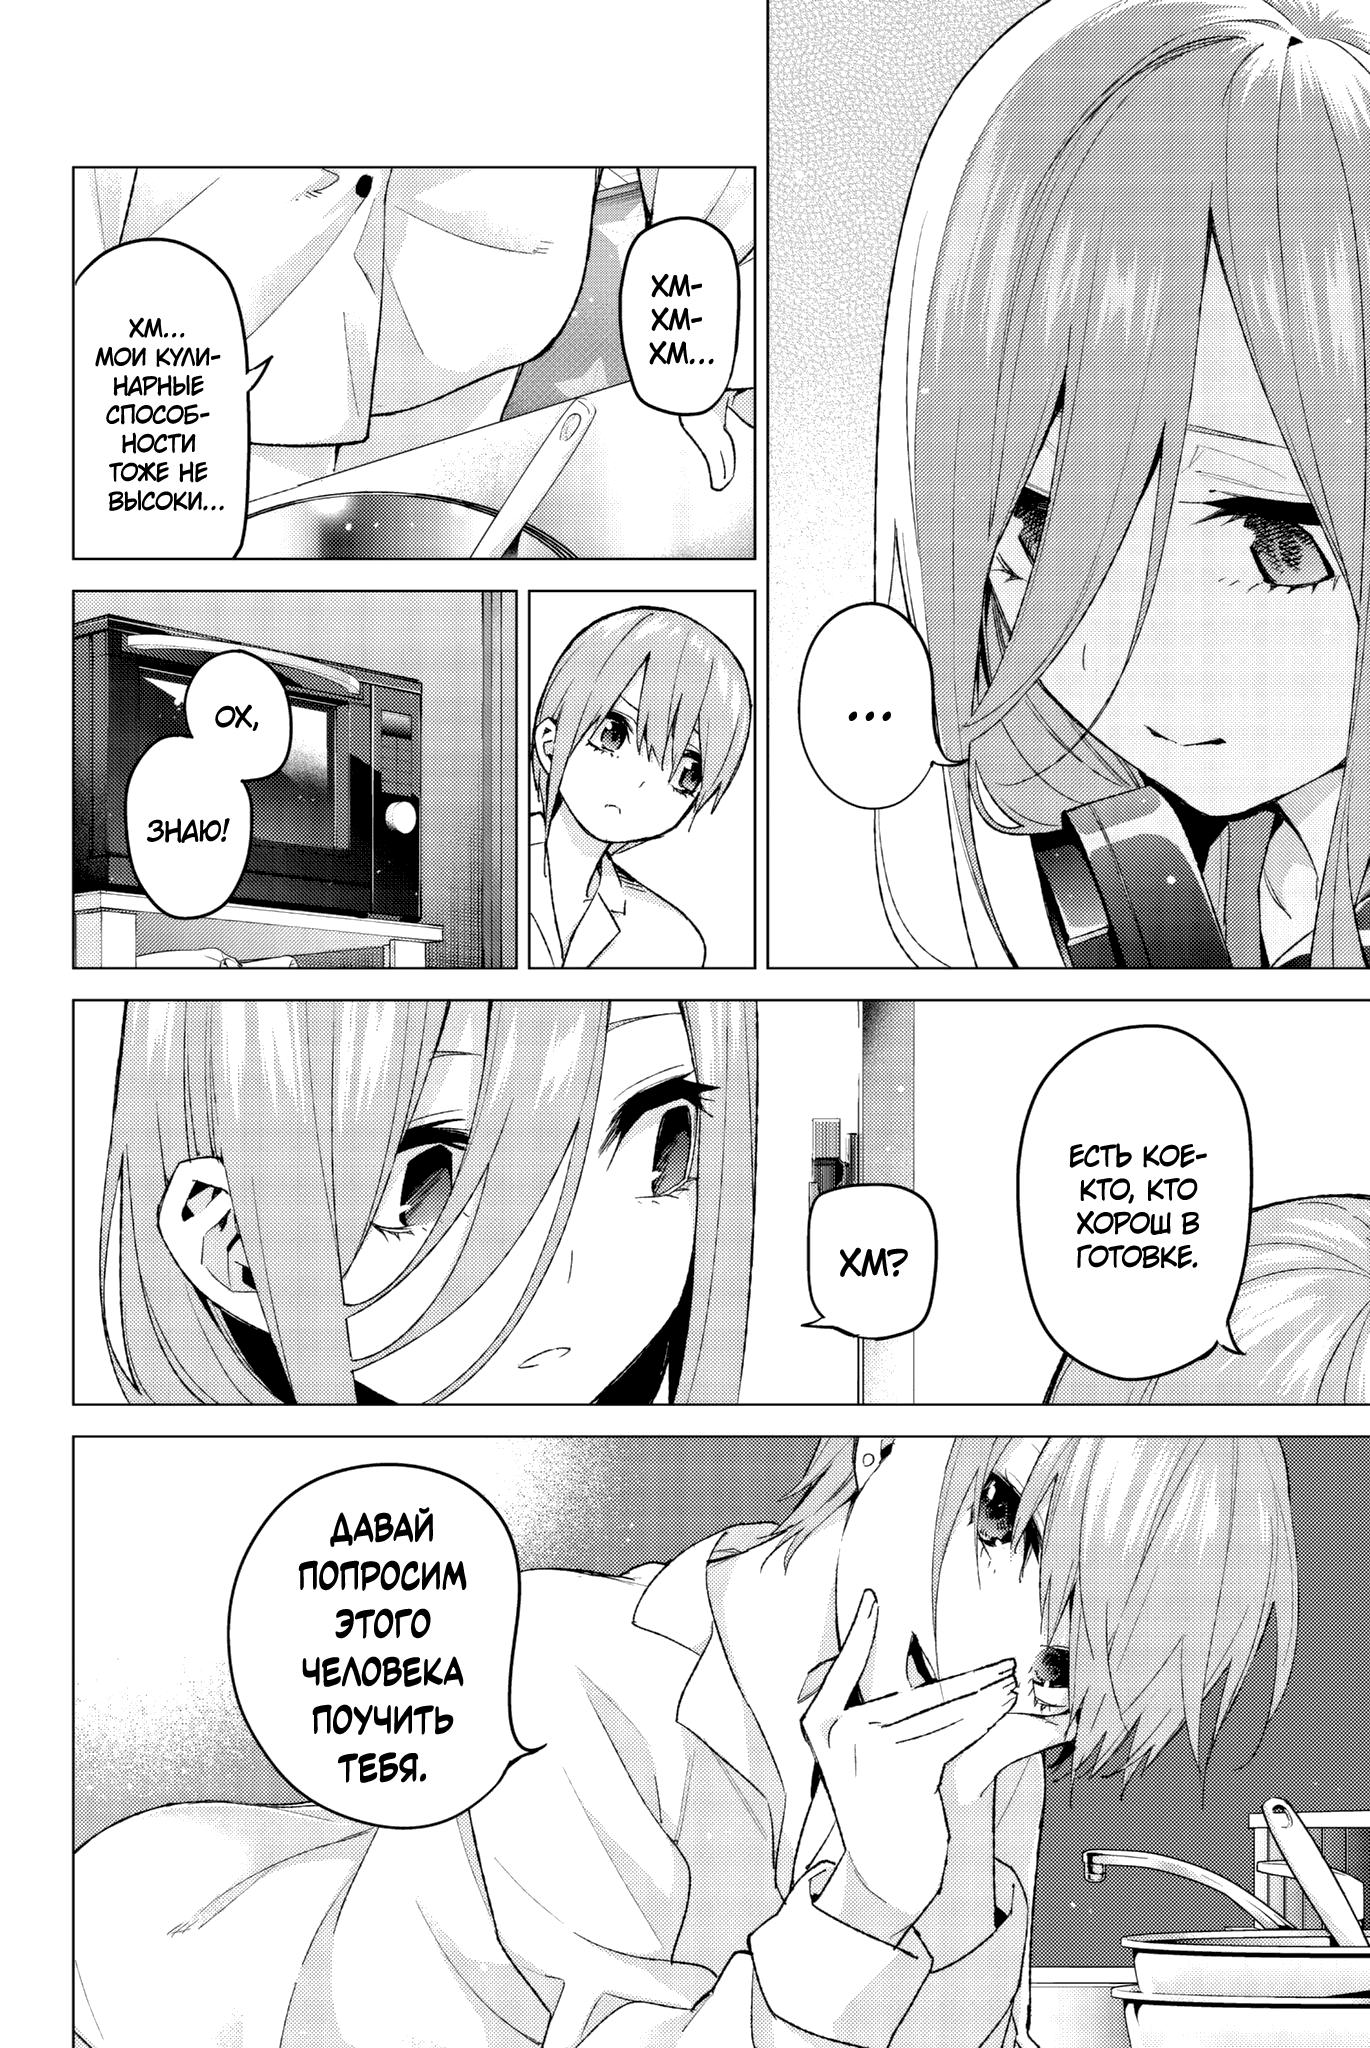 ...
ХМ-
ХМ-
ХМ...
ХМ...
МОИ КУЛИ-
НАРНЫЕ
СПОСОБ-
НОСТИ
ТОЖЕ НЕ
ВЫСОКИ...
ОХ,
ЗНАЮ!
ЕСТЬ КОЕ-
КТО, КТО
ХОРОШ В
ГОТОВКЕ.
ХМ?
ДАВАЙ
ПОПРОСИМ
ЭТОГО
ЧЕЛОВЕКА
ПОУЧИТЬ
ТЕБЯ.